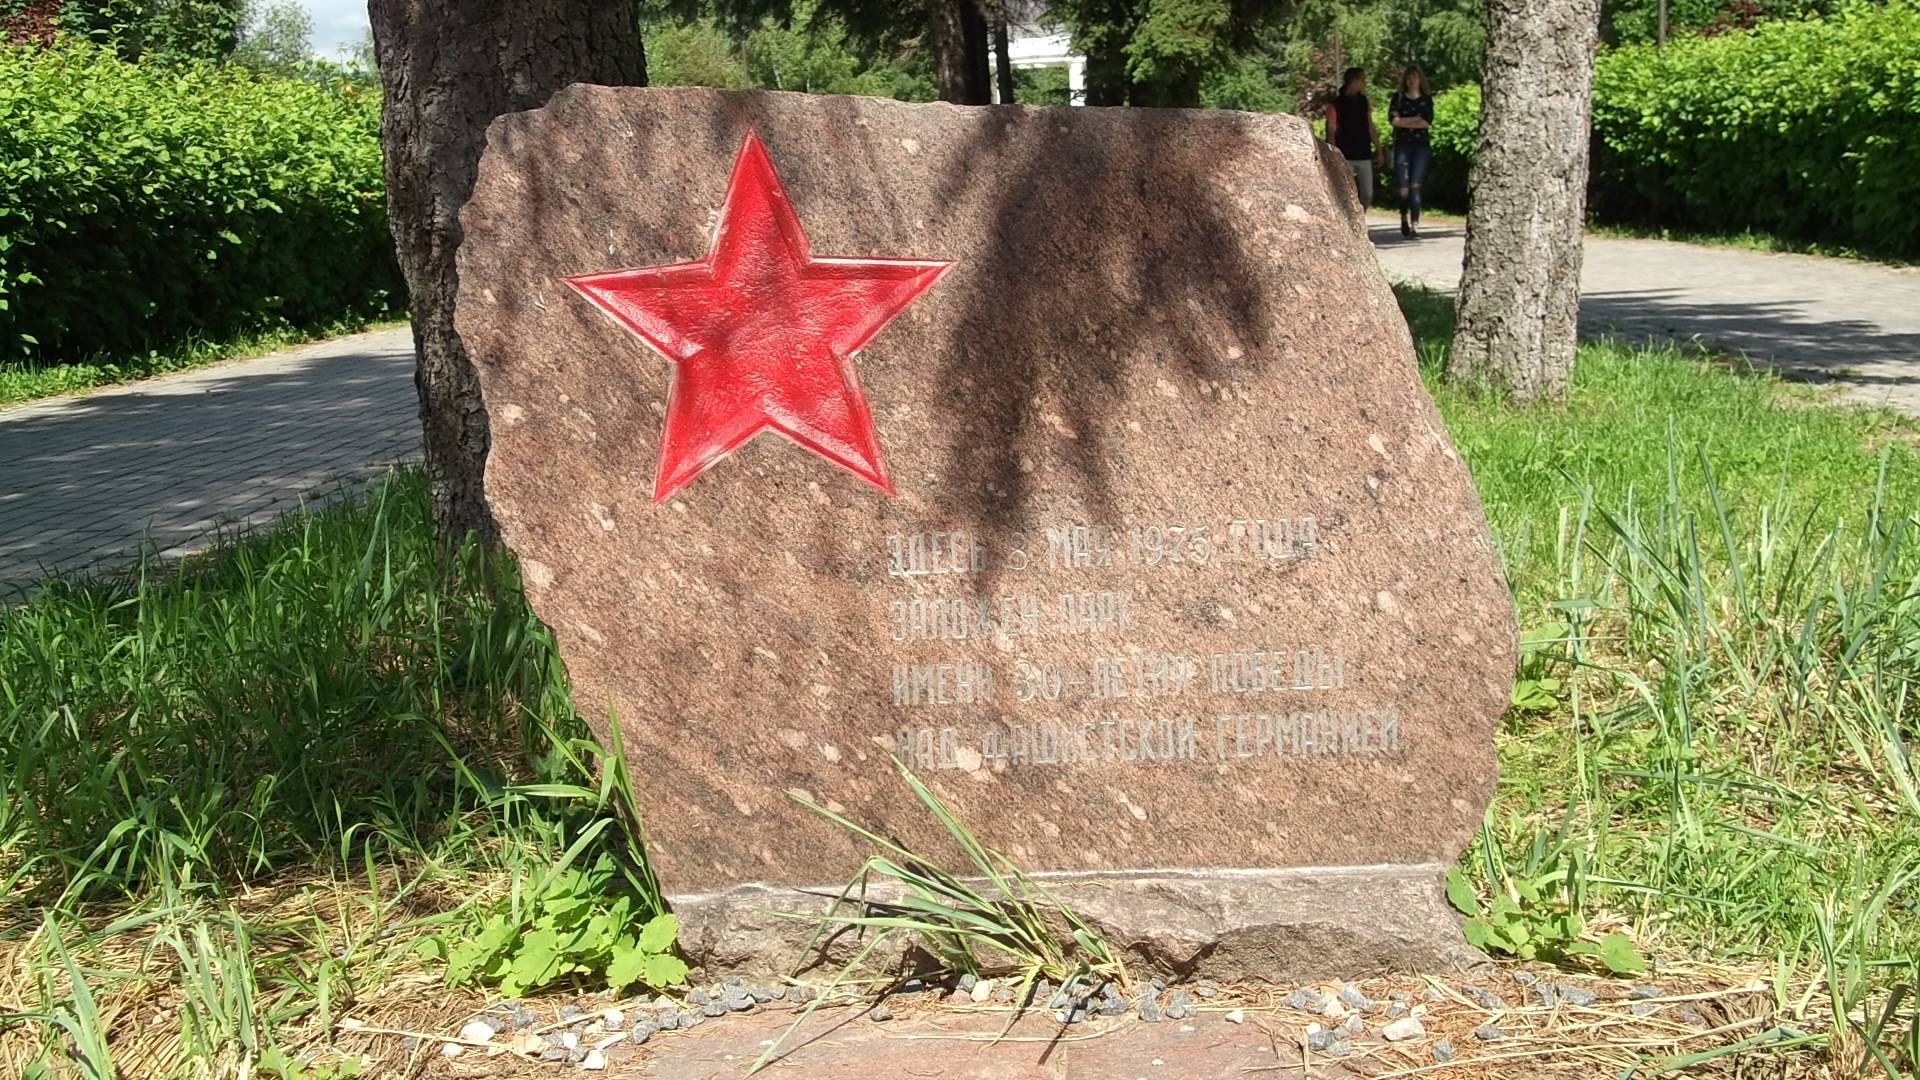 ЗДЕСЬ 8 МАЯ 1975 ГОДА
ЗАЛОЖЕН ПАРК
ИМЕНИ 30-ЛЕТИЯ ПОБЕДЫ
НАД ФАШИСТСКОЙ ГЕРМАНИЕЙ